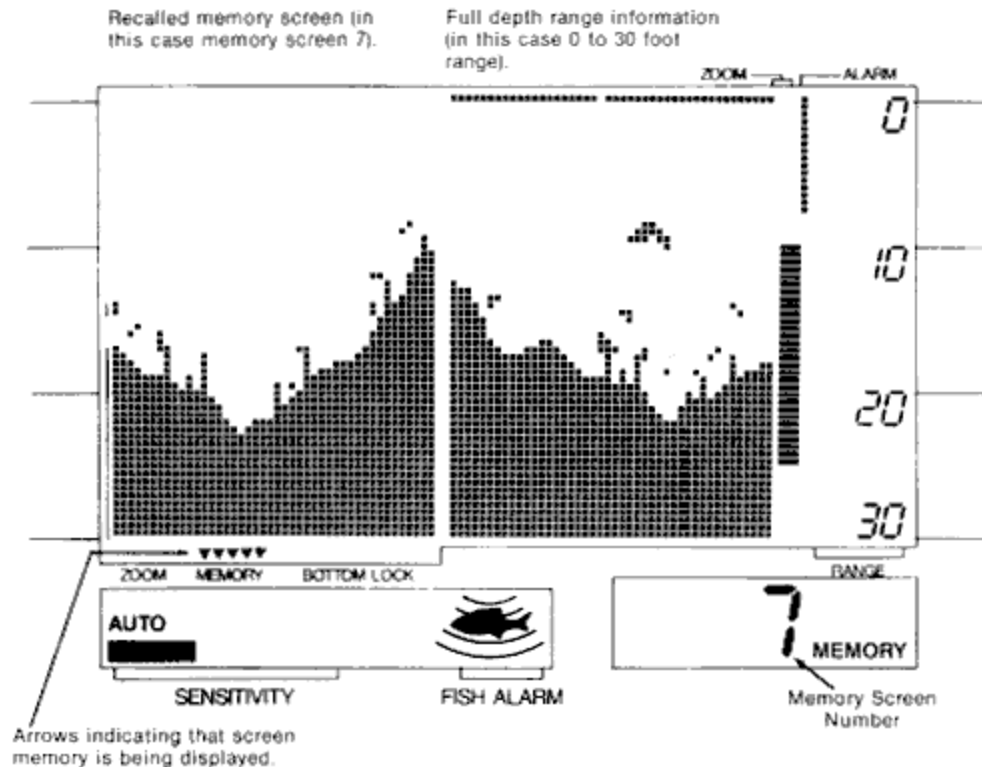 Recalled memory screen (in
this case memory screen 7).
Full depth range information
(in this case 0 to 30 foot
range).
ZOOM
ALARM
0
10
20
30
ZOOM
MEMORY
BOTTOM LOCK
RANGE
AUTO
7
MEMORY
SENSITIVITY
FISH ALARM
Memory Screen
Number
Arrows indicating that screen
memory is being displayed.